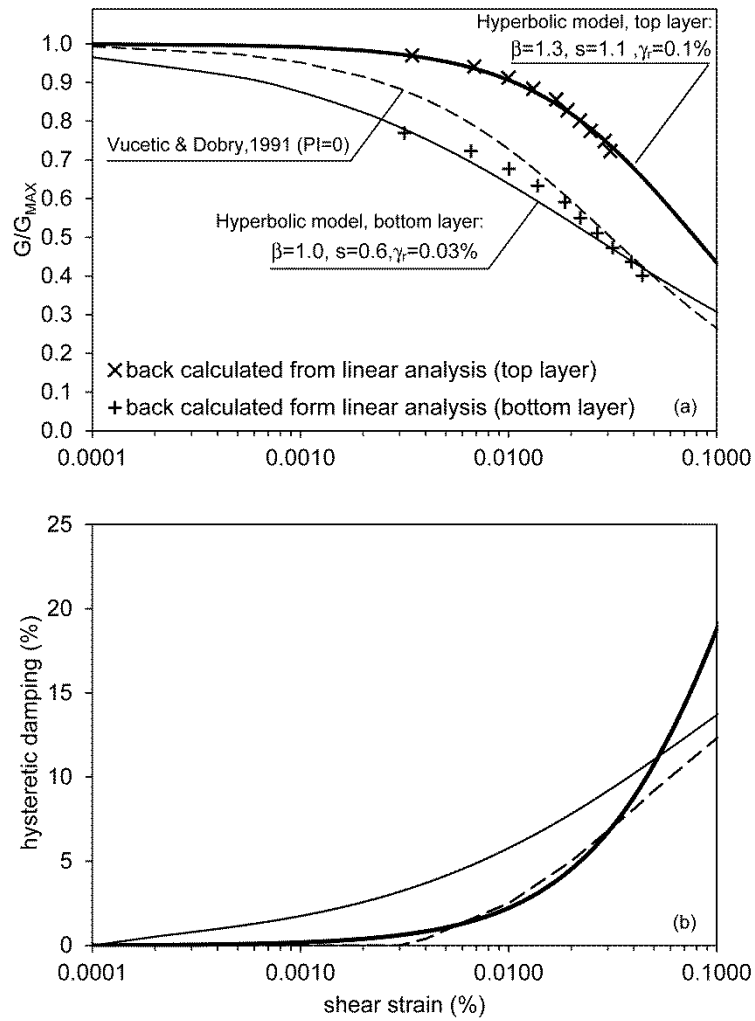 Hyperbolic model, top layer:
β=1.3, s=1.1 ,γr=0.1%
1.0
0.9
0.8
0.7
0.6
0.5
0.4
0.3
0.2
0.1
0.0
G/GMAX
Vucetic & Dobry,1991 (PI=0)
Hyperbolic model, bottom layer:
β=1.0, s=0.6,γr=0.03%
×back calculated from linear analysis (top layer)
+back calculated form linear analysis (bottom layer)
(a)
0.0001 0.0010 0.0100 0.1000
25
20
15
10
5
0
hysteretic damping (%)
(b)
0.0001 0.0010 0.0100 0.1000
shear strain (%)